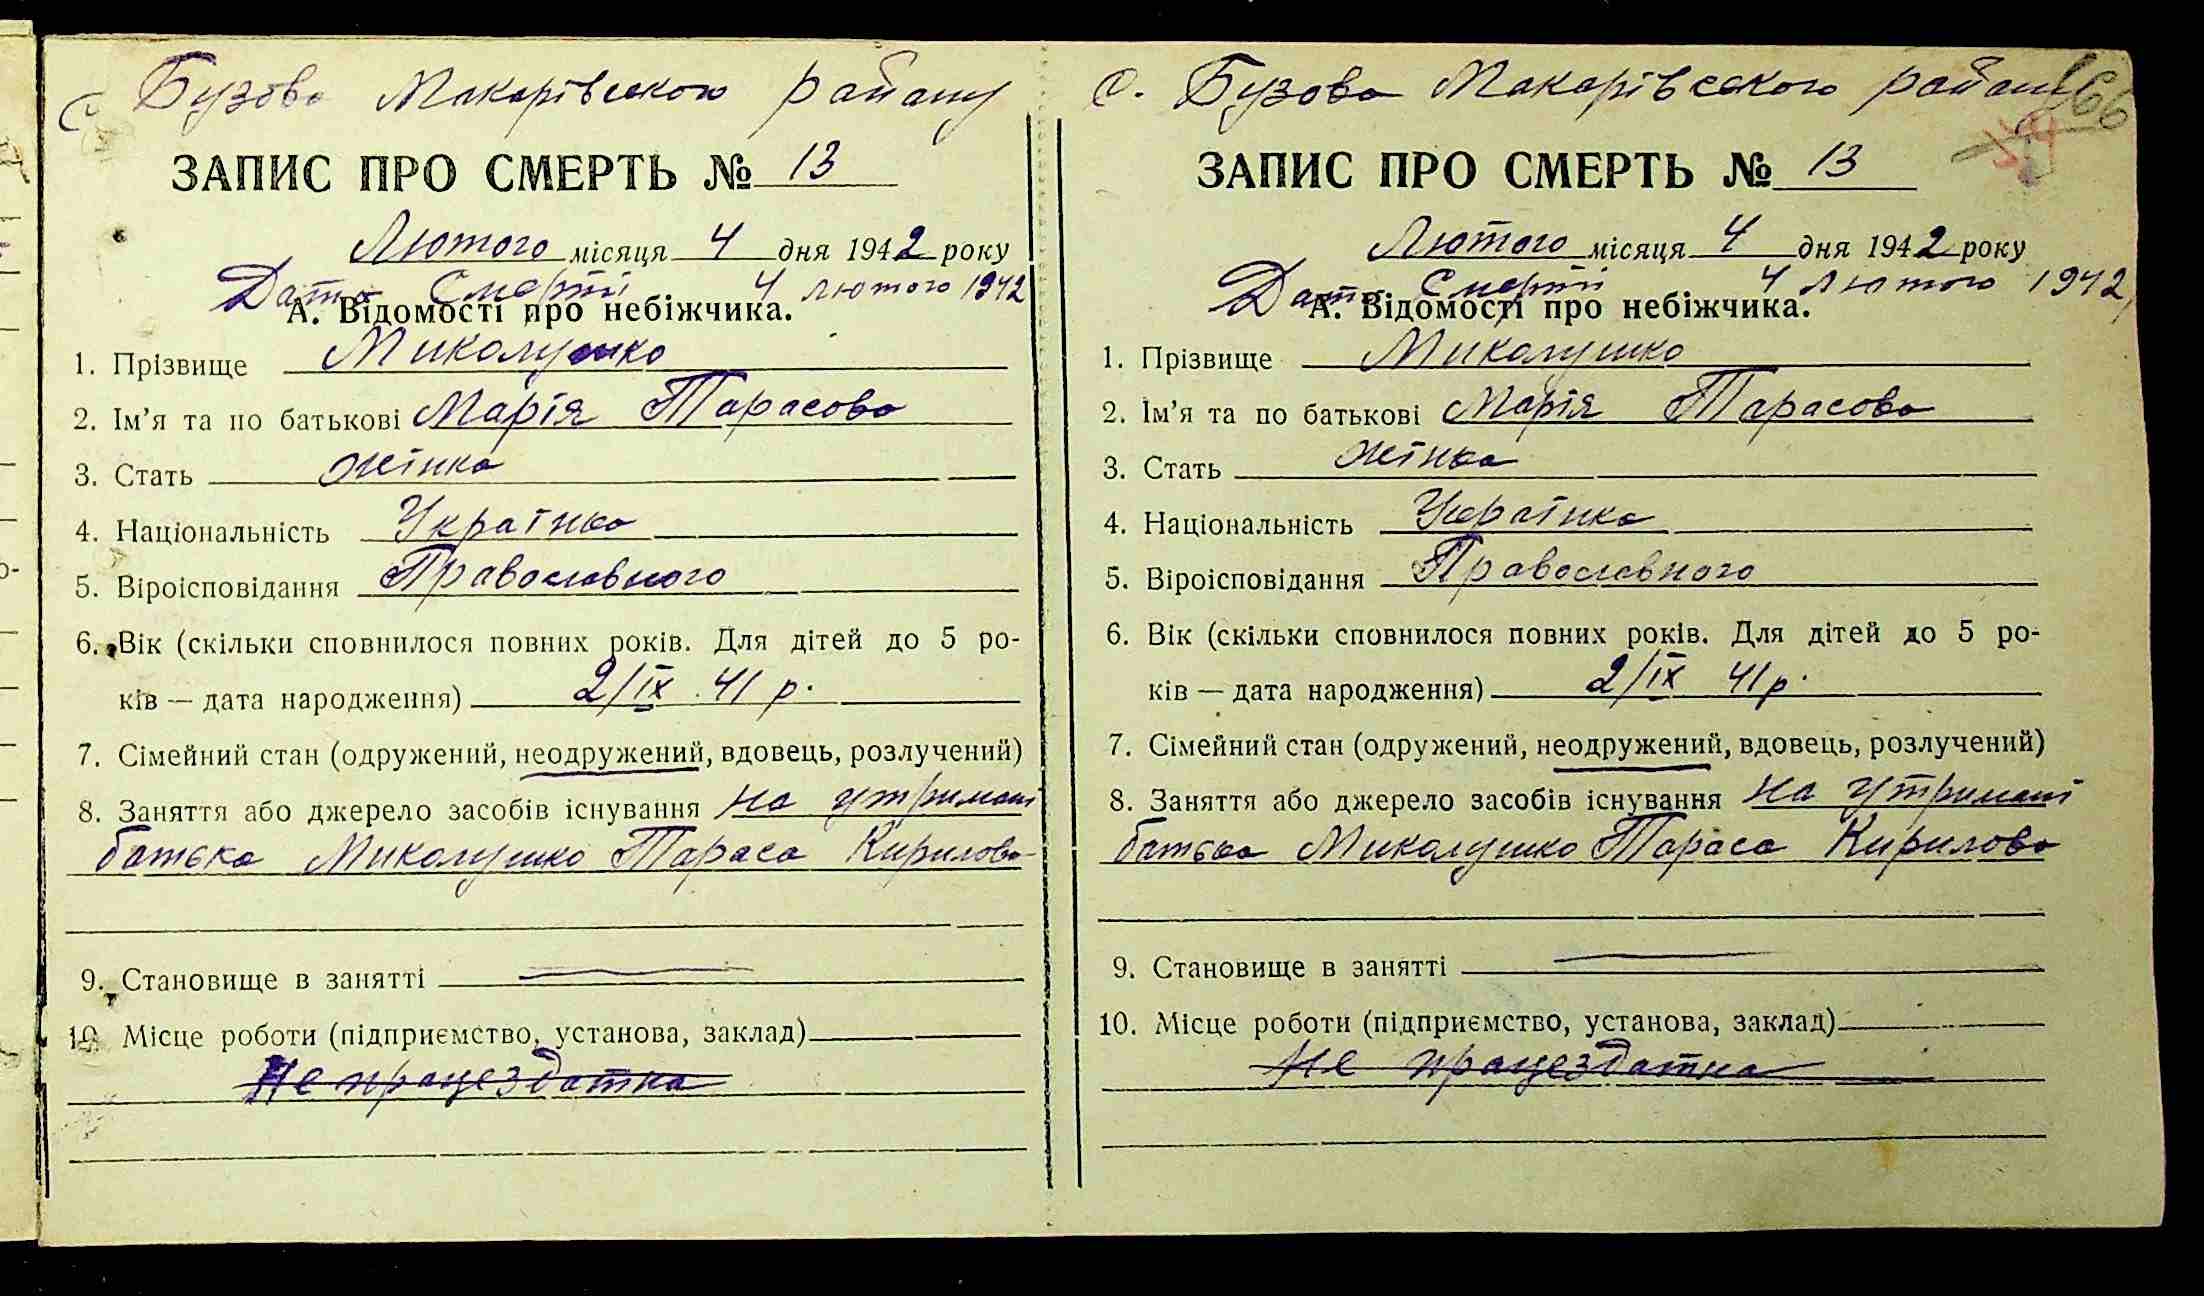 с Бузова Макарівского району
ЗАПИС ПРО СМЕРТЬ № 13
Лютого місяця 4 дня 1942 року
Дата Смерті 4 лютого 1942
А. Відомості про небіжчика.
1. Прізвище Миколушко
2. Ім'я та по батькові Марія Тарасова
3. Стать жінка
4. Національність Українка
5. Віроісповідання Православного
6. Вік (скільки сповнилося повних років. Для дітей до 5 ро-
ків — дата народження) 2/IX 41 р.
7. Сімейний стан (одружений, неодружений, вдовець, розлучений)
8. Заняття або джерело засобів існування на утримані
батька Миколушко Тараса Кирилова
9. Становище в занятті
10. Місце роботи (підприємство, установа, заклад)
Не працездатна
с. Бузова Макарівского району
166
ЗАПИС ПРО СМЕРТЬ № 13
Лютого місяця 4 дня 1942 року
Дата Смерті 4 лютого 1942
А. Відомості про небіжчика.
1. Прізвище Миколушко
2. Ім'я та по батькові Марія Тарасова
3. Стать жінка
4. Національність Українка
5. Віроісповідання Православного
6. Вік (скільки сповнилося повних років. Для дітей до 5 ро-
ків — дата народження) 2/IX 41 р.
7. Сімейний стан (одружений, неодружений, вдовець, розлучений)
8. Заняття або джерело засобів існування на утримані
батька Миколушко Тараса Кирилова
9. Становище в занятті
10. Місце роботи (підприємство, установа, заклад)
Не працездатна